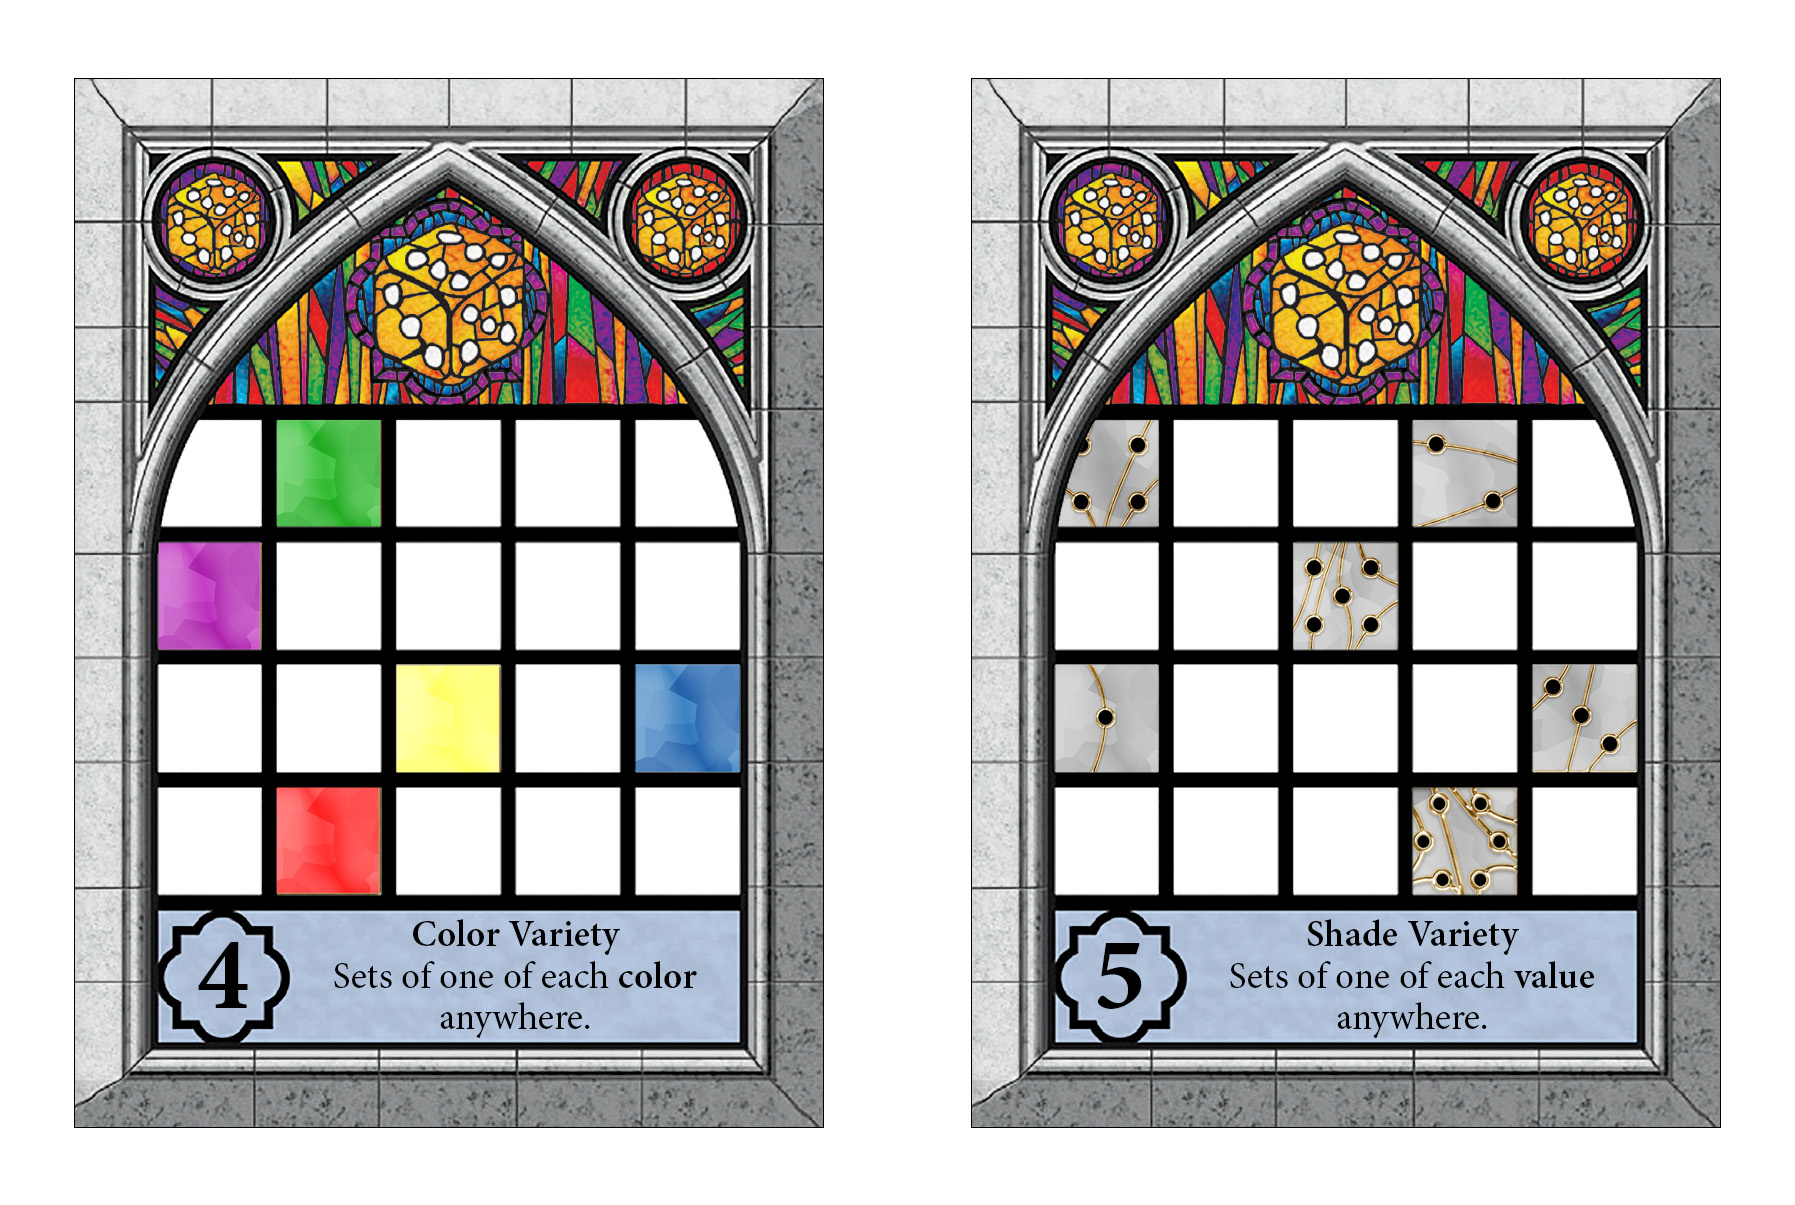 4
Color Variety
Sets of one of each color
anywhere.
5
Shade Variety
Sets of one of each value
anywhere.